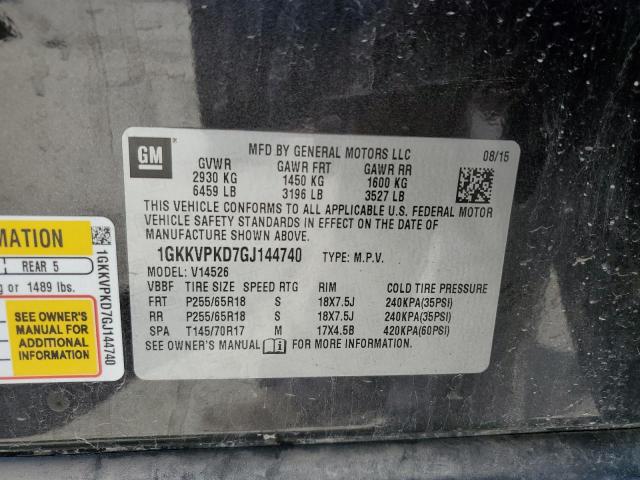 GM
MFD BY GENERAL MOTORS LLC
08/15
GVWR GAWR FRT GAWR RR
2930 KG 1450 KG 1600 KG
6459 LB 3196 LB 3527 LB
THIS VEHICLE CONFORMS TO ALL APPLICABLE U.S. FEDERAL MOTOR
VEHICLE SAFETY STANDARDS IN EFFECT ON THE DATE OF
MANUFACTURE SHOWN ABOVE.
1GKKVPKD7GJ144740 TYPE: M.P.V.
MODEL: V14526
VBBF TIRE SIZE SPEED RTG RIM COLD TIRE PRESSURE
FRT P255/65R18 S 18X7.5J 240KPA(35PSI)
RR P255/65R18 S 18X7.5J 240KPA(35PSI)
SPA T145/70R17 M 17X4.5B 420KPA(60PSI)
SEE OWNER'S MANUAL FOR MORE INFORMATION.
MATION
REAR 5
or 1489 lbs.
SEE OWNER'S
MANUAL FOR
ADDITIONAL
INFORMATION
1GKKVPKD7GJ144740